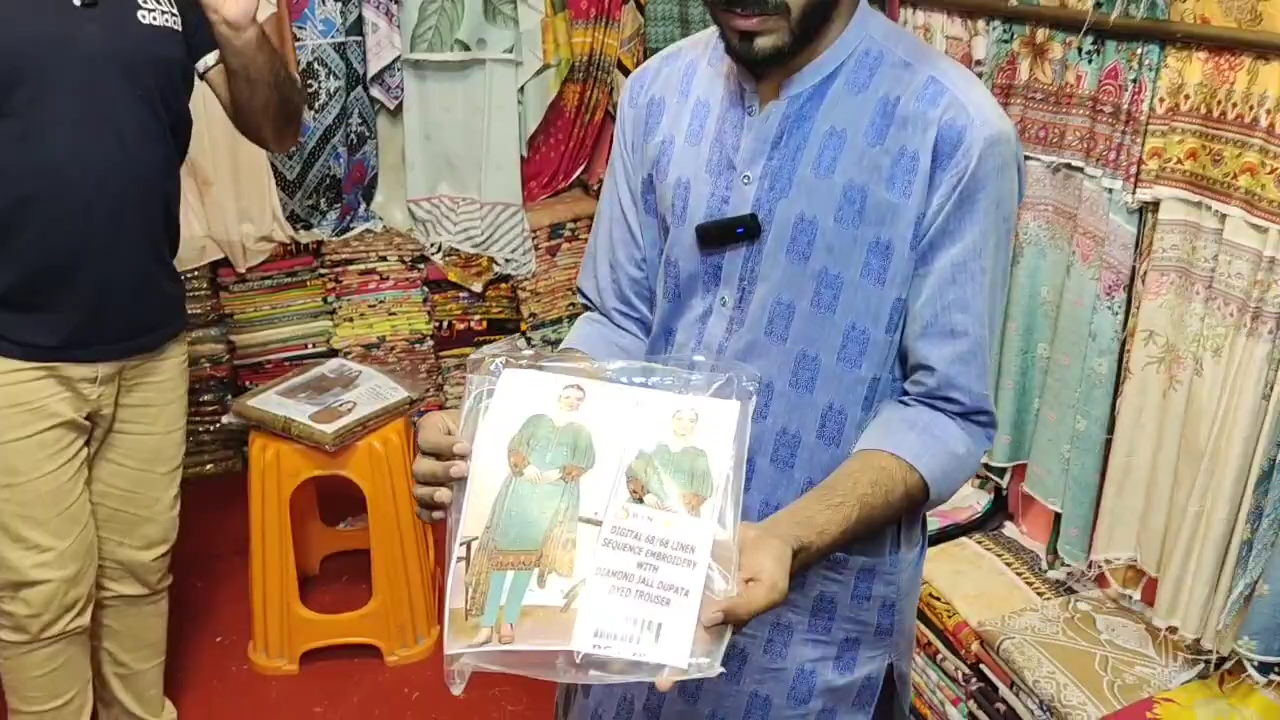 adidas
DIGITAL 68/68 LINEN
SEQUENCE EMBROIDERY
WITH
DIAMOND JALL DUPATA
DYED TROUSER